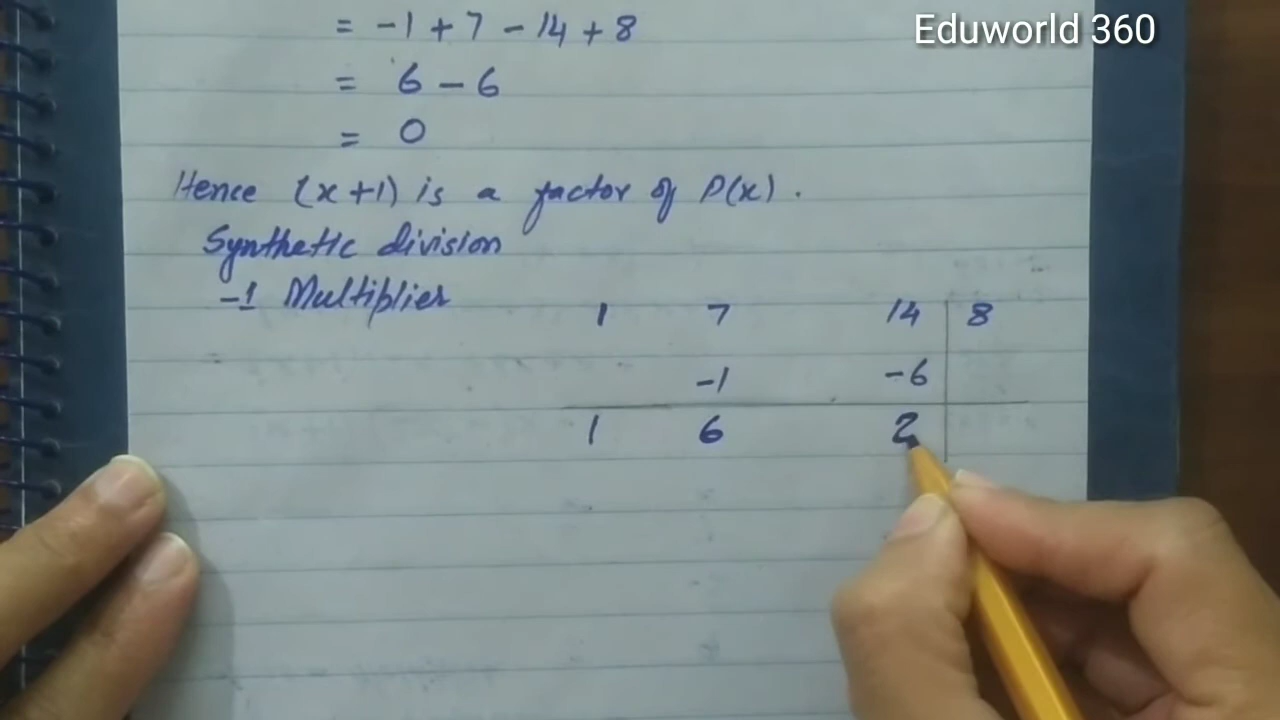 Eduworld 360
= -1 + 7 - 14 + 8
= 6 - 6
= 0
Hence (x+1) is a factor of P(x).
Synthetic division
-1 Multiplier
1 7 14 8
-1 -6
1 6 2